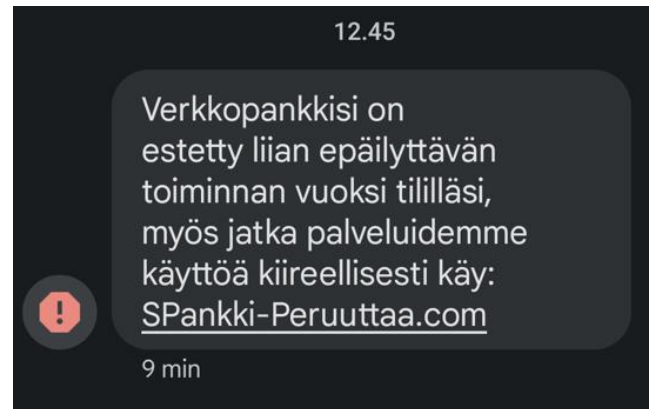 12.45
Verkkopankkisi on
estetty liian epäilyttävän
toiminnan vuoksi tililläsi,
myös jatka palveluidemme
käyttöä kiireellisesti käy:
SPankki-Peruuttaa.com
9 min